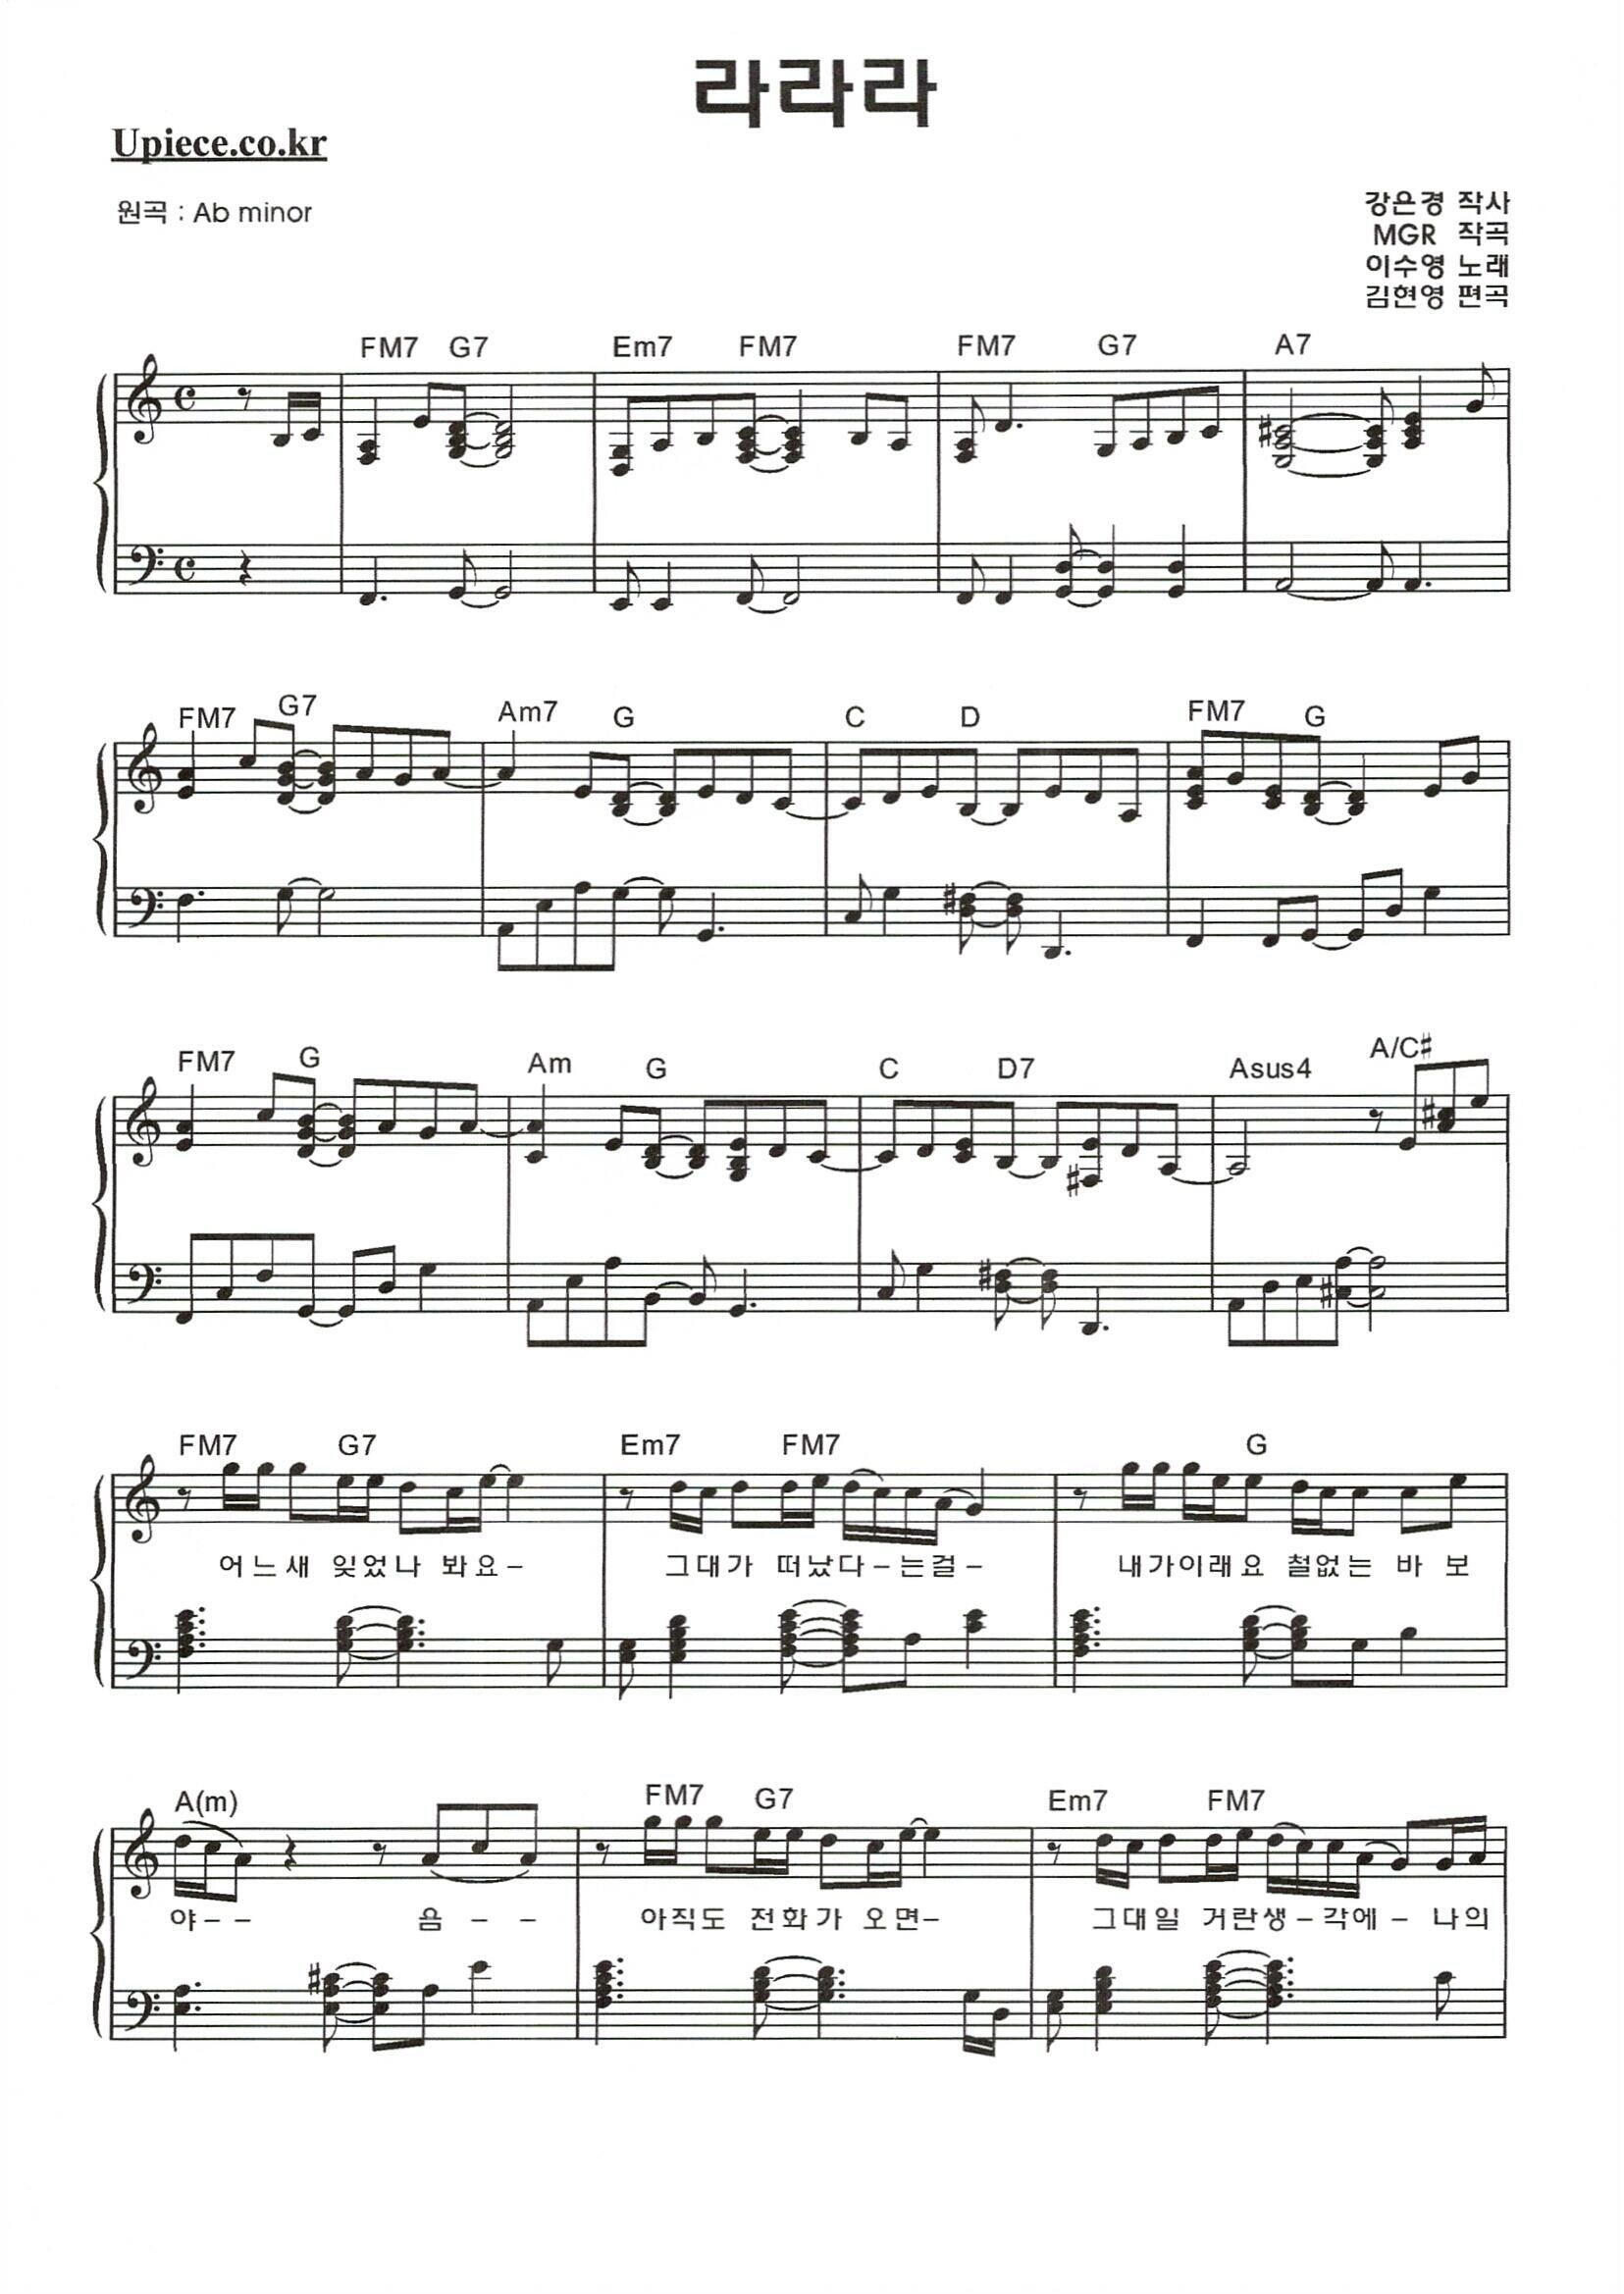 라라라
Upiece.co.kr
원곡 : Ab minor
강은경 작사
MGR 작곡
이수영 노래
김현영 편곡
FM7 G7 Em7 FM7 FM7 G7 A7
FM7 G7 Am7 G C D FM7 G
FM7 G Am G C D7 Asus4 A/C#
FM7 G7 Em7 FM7 G
어느새 잊었나 봐요- 그대가 떠났다-는걸- 내가이래요 철없는 바 보
A(m) FM7 G7 Em7 FM7
야-- 음-- 아직도 전화가 오면- 그대일 거란생-각에- 나의